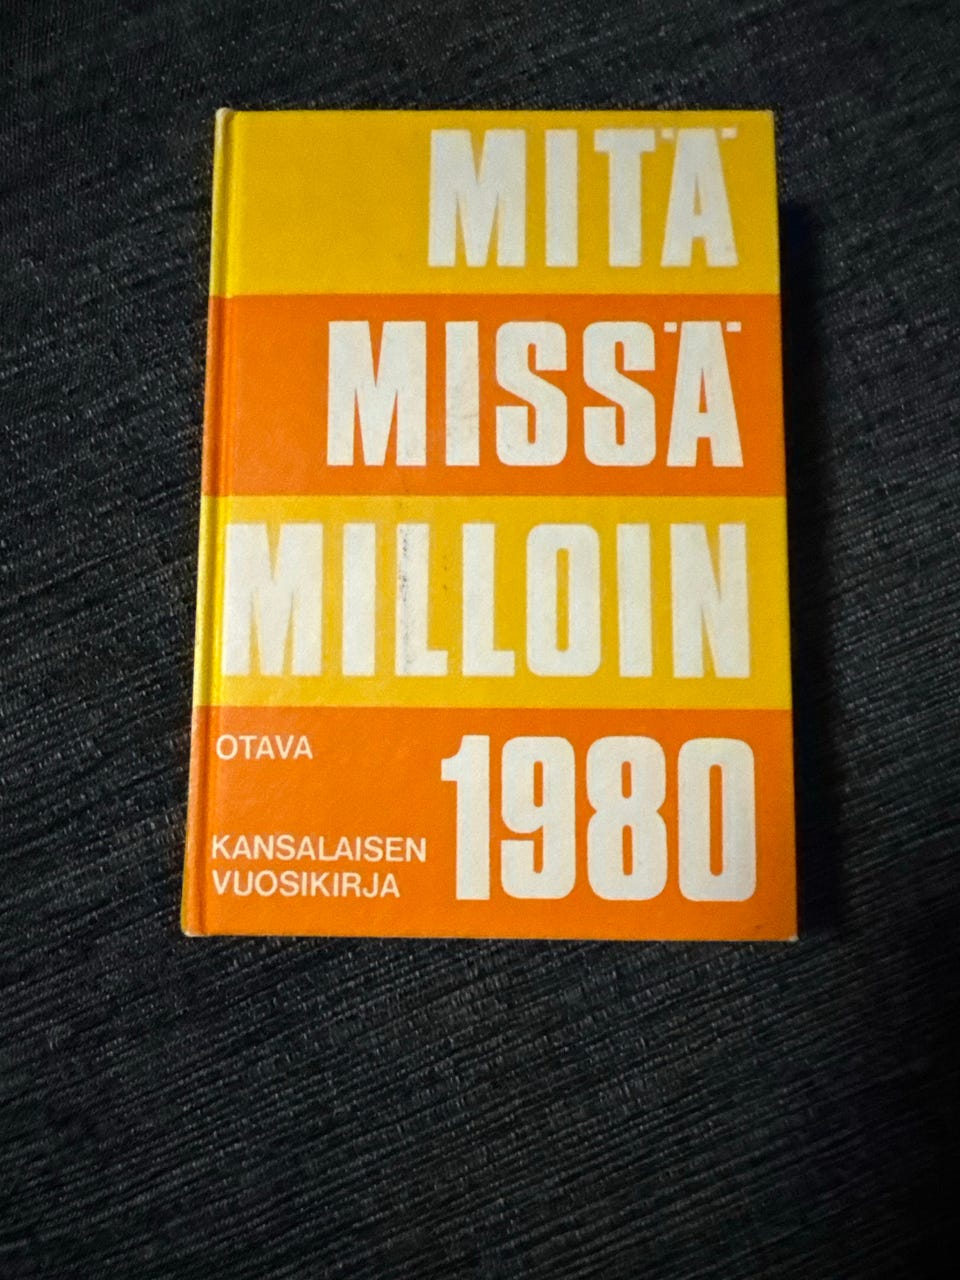 MITÄ
MISSÄ
MILLOIN
1980
OTAVA
KANSALAISEN
VUOSIKIRJA